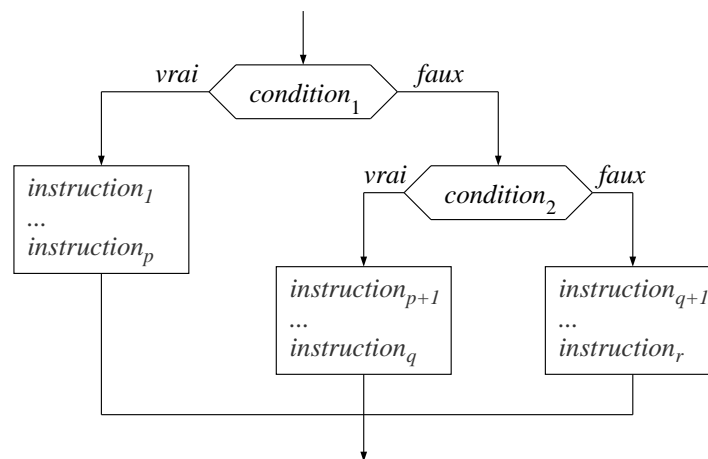 vrai
faux
condition1
vrai
faux
instruction1
...
instructionp
condition2
instructionp+1
...
instructionq
instructionq+1
...
instructionr